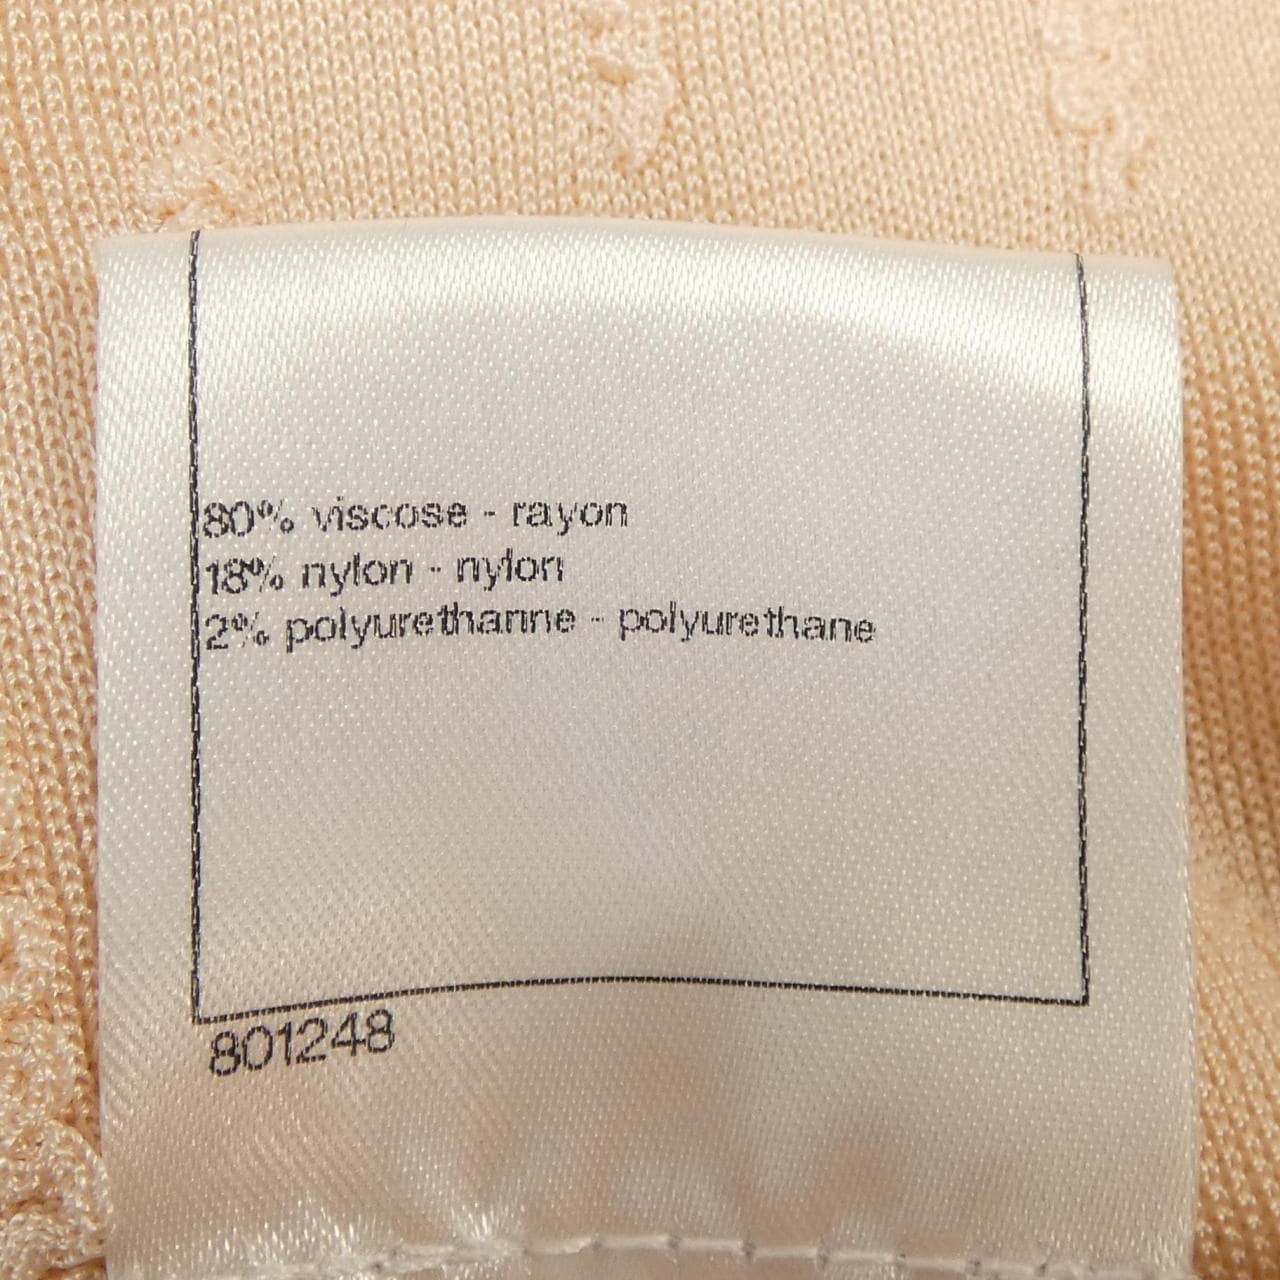 80% viscose - rayon
18% nylon - nylon
2% polyurethanne - polyurethane
801248